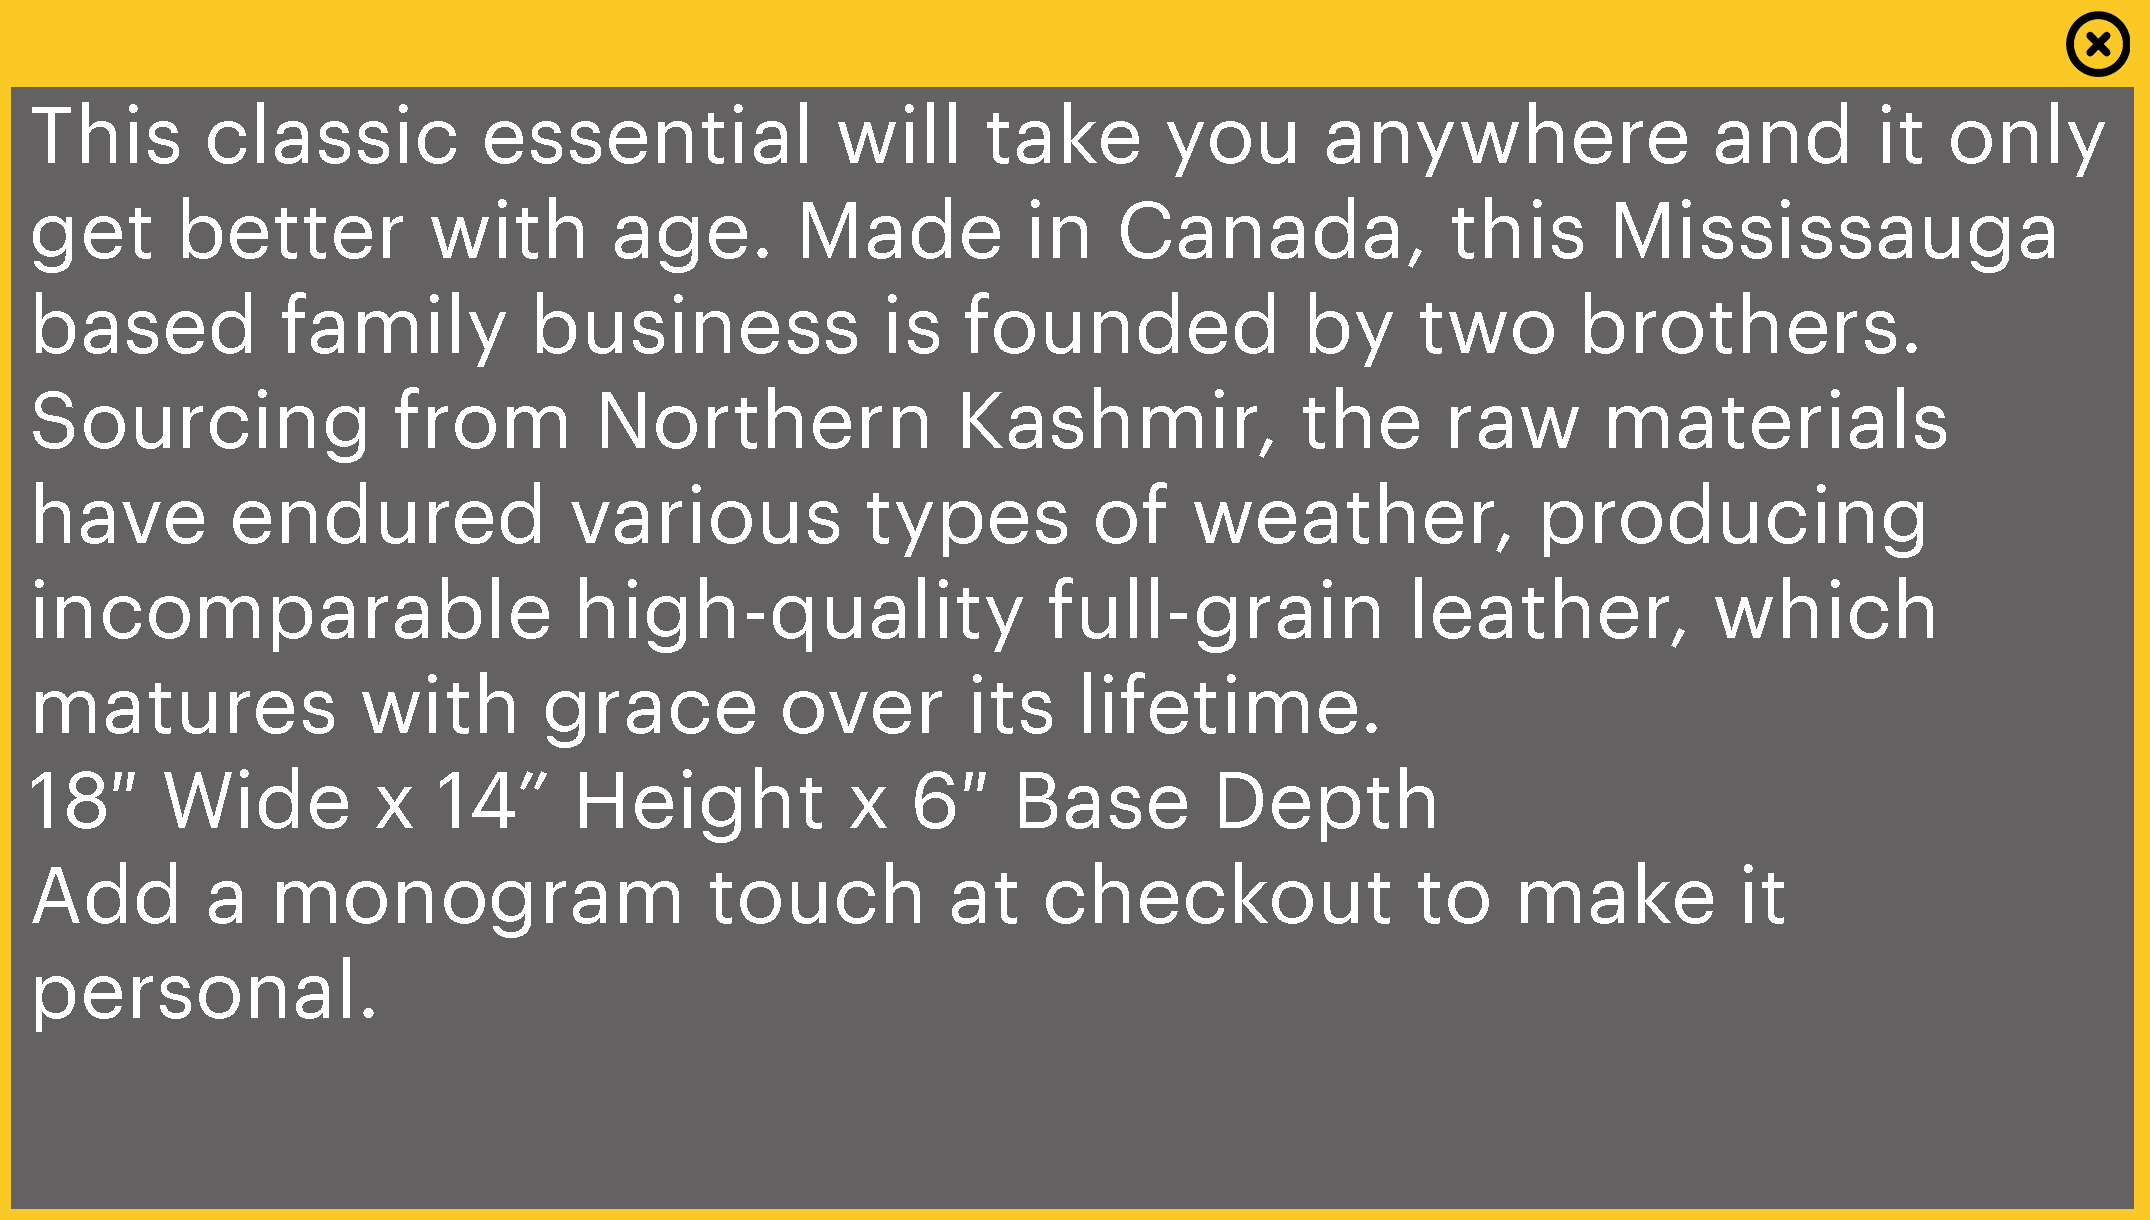 This classic essential will take you anywhere and it only
get better with age. Made in Canada, this Mississauga
based family business is founded by two brothers.
Sourcing from Northern Kashmir, the raw materials
have endured various types of weather, producing
incomparable high-quality full-grain leather, which
matures with grace over its lifetime.
18” Wide x 14” Height x 6” Base Depth
Add a monogram touch at checkout to make it
personal.